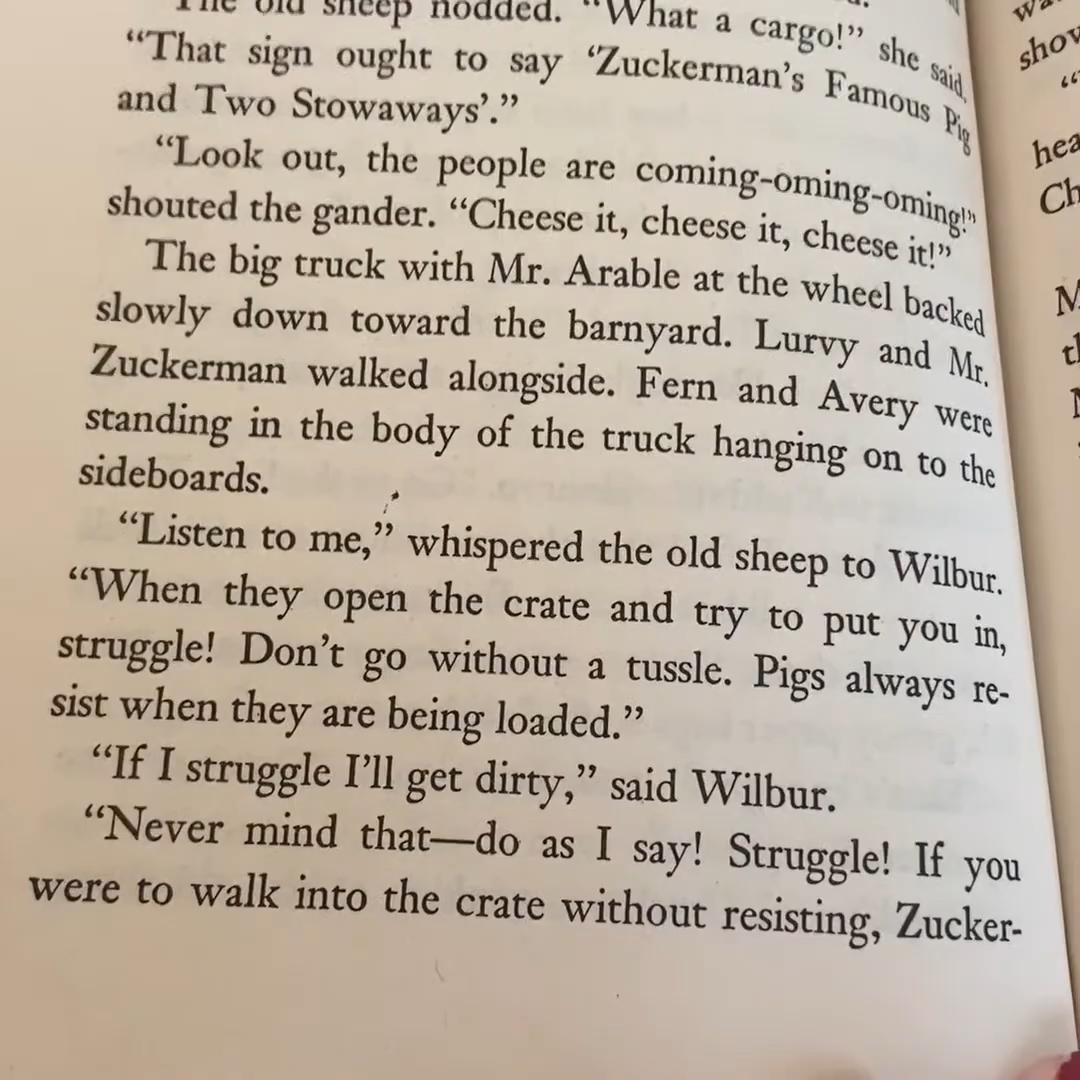 The old sheep nodded. “What a cargo!” she said,
“That sign ought to say ‘Zuckerman’s Famous Pig
and Two Stowaways’.”
“Look out, the people are coming-oming-oming!”
shouted the gander. “Cheese it, cheese it, cheese it!”
The big truck with Mr. Arable at the wheel backed
slowly down toward the barnyard. Lurvy and Mr.
Zuckerman walked alongside. Fern and Avery were
standing in the body of the truck hanging on to the
sideboards.
“Listen to me,” whispered the old sheep to Wilbur.
“When they open the crate and try to put you in,
struggle! Don’t go without a tussle. Pigs always re-
sist when they are being loaded.”
“If I struggle I’ll get dirty,” said Wilbur.
“Never mind that—do as I say! Struggle! If you
were to walk into the crate without resisting, Zucker-